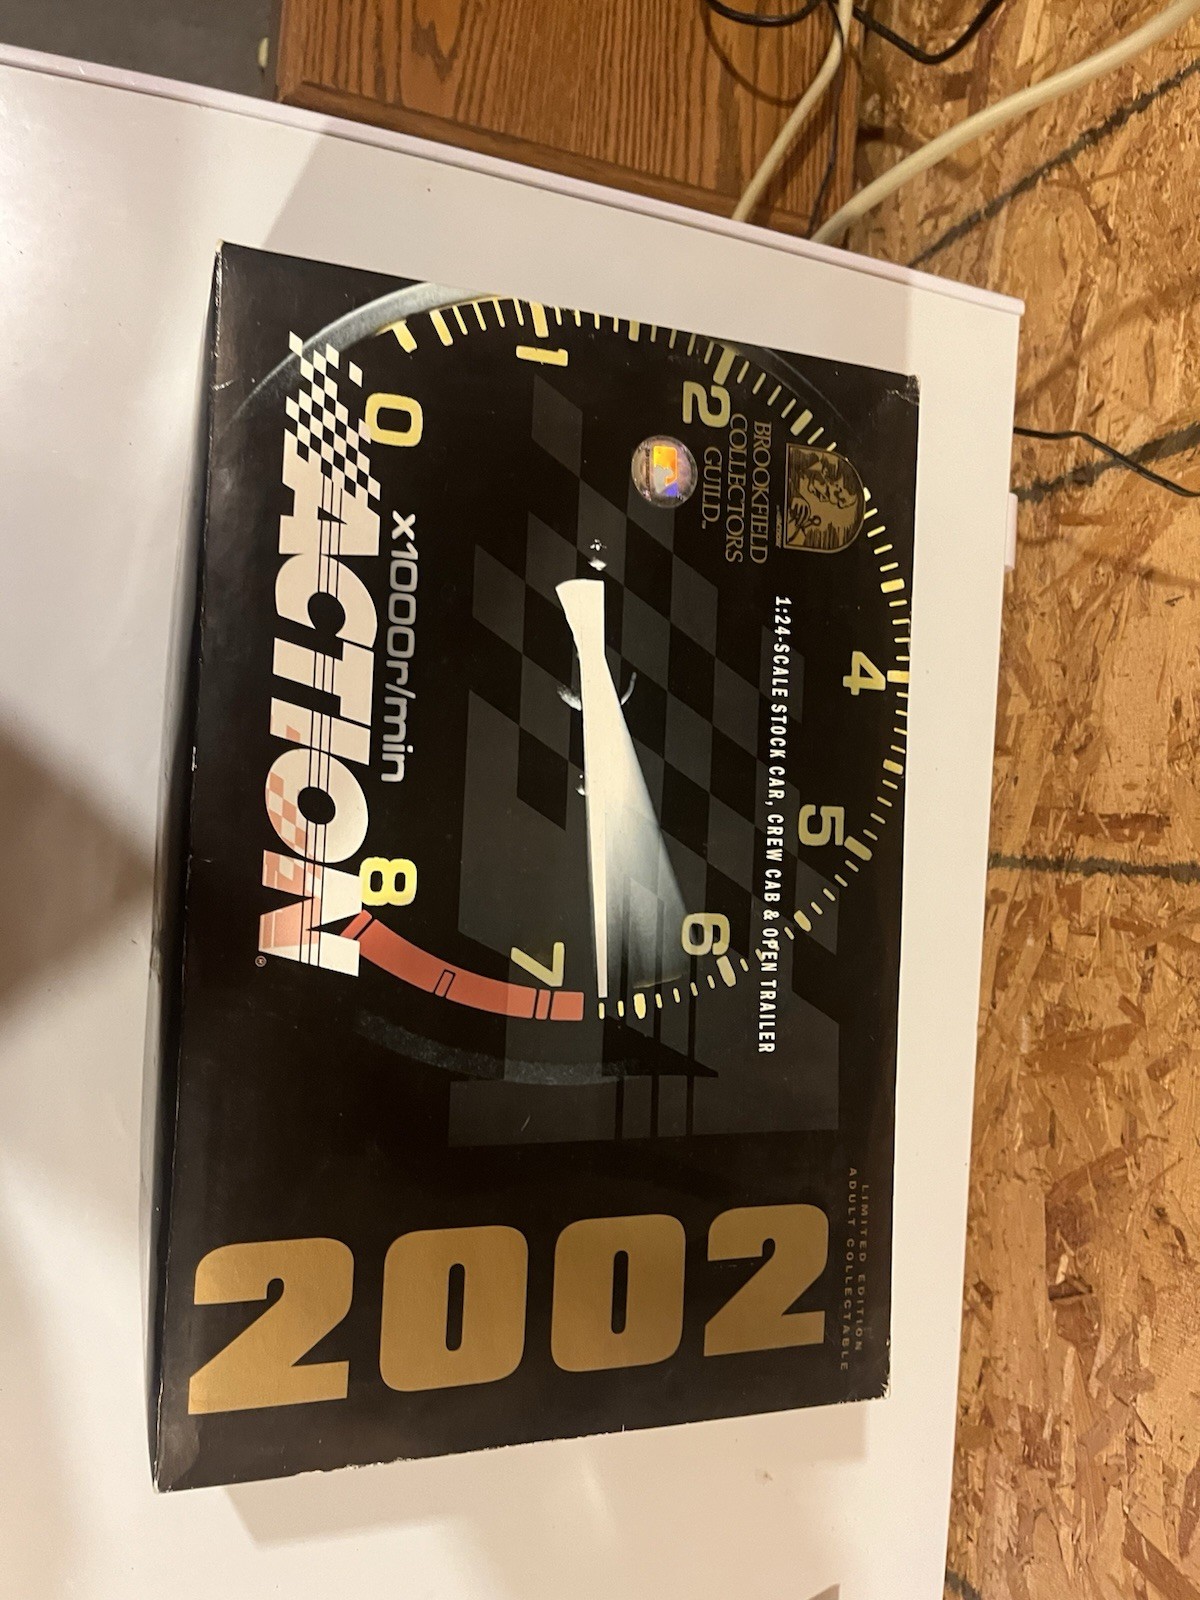 0
1
2
4
5
6
7
8
x1000r/min
ACTION
BROOKFIELD
COLLECTORS
GUILD.
1:24-SCALE STOCK CAR, CREW CAB & OPEN TRAILER
LIMITED EDITION
ADULT COLLECTABLE
2002